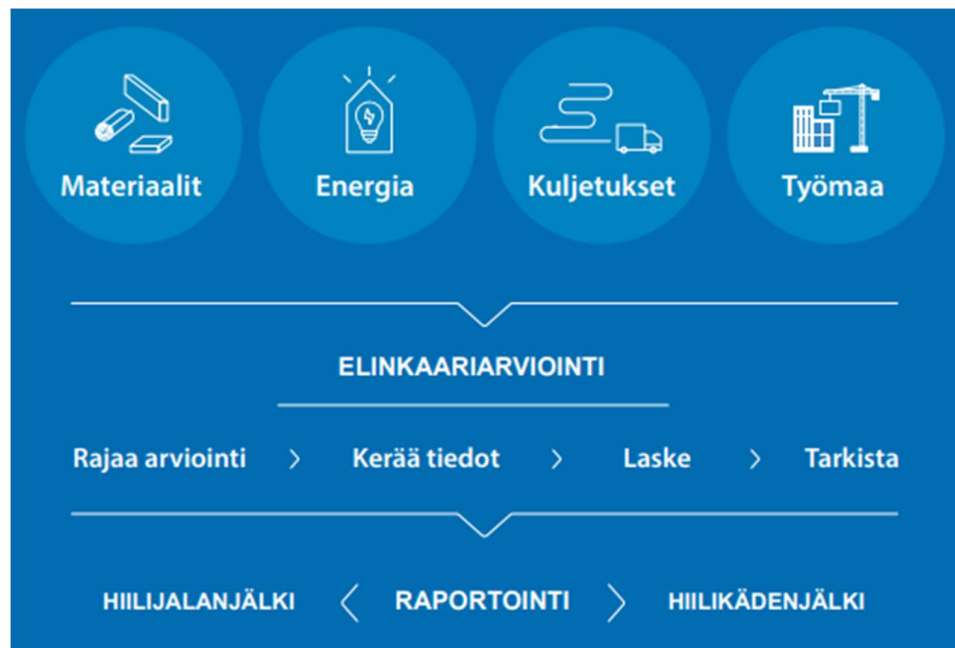 Materiaalit Energia Kuljetukset Työmaa
ELINKAARIARVIOINTI
Rajaa arviointi > Kerää tiedot > Laske > Tarkista
HIILIJALANJÄLKI < RAPORTOINTI > HIILIKÄDENJÄLKI